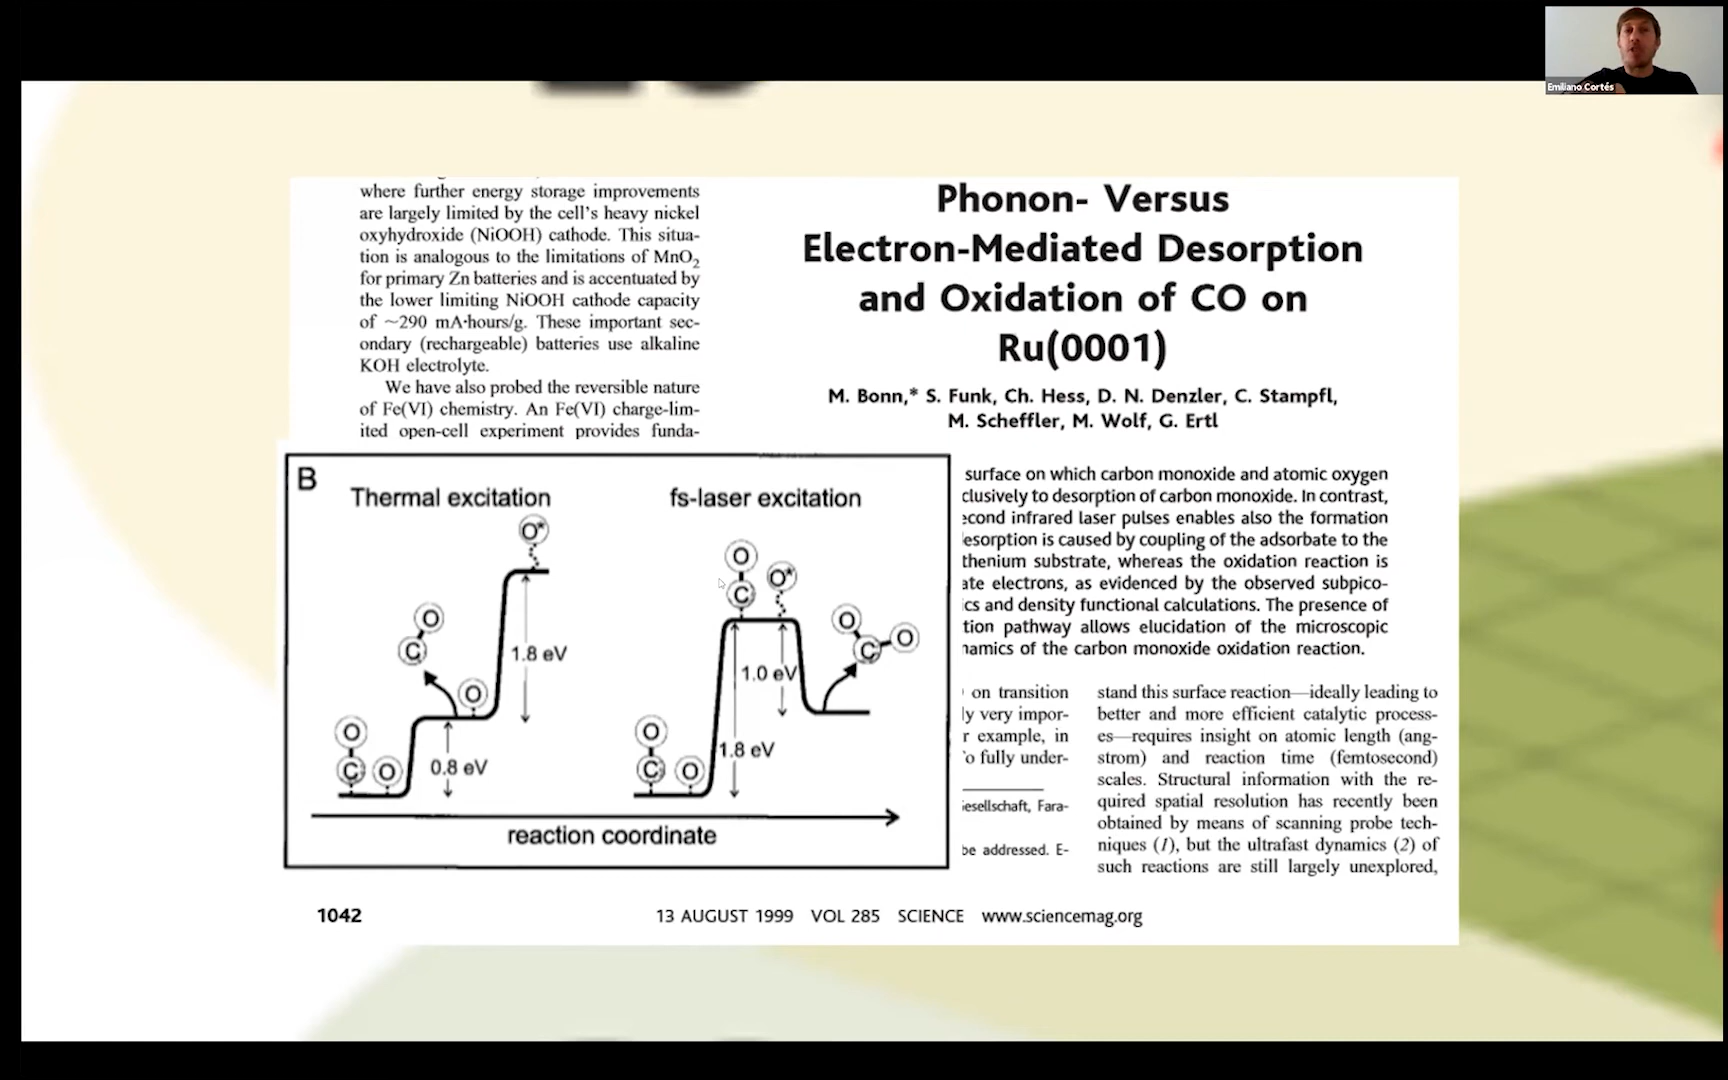 Emiliano Cortés
where further energy storage improvements
are largely limited by the cell's heavy nickel
oxyhydroxide (NiOOH) cathode. This situa-
tion is analogous to the limitations of MnO₂
for primary Zn batteries and is accentuated by
the lower limiting NiOOH cathode capacity
of ~290 mA·hours/g. These important sec-
ondary (rechargeable) batteries use alkaline
KOH electrolyte.
We have also probed the reversible nature
of Fe(VI) chemistry. An Fe(VI) charge-lim-
ited open-cell experiment provides funda-
Phonon- Versus
Electron-Mediated Desorption
and Oxidation of CO on
Ru(0001)
M. Bonn,* S. Funk, Ch. Hess, D. N. Denzler, C. Stampfl,
M. Scheffler, M. Wolf, G. Ertl
B
Thermal excitation
fs-laser excitation
O*
O
C
O
1.8 eV
O
O
C
O
0.8 eV
O
C
O*
1.0 eV
O
C
O
O
C
O
1.8 eV
reaction coordinate
surface on which carbon monoxide and atomic oxygen
clusively to desorption of carbon monoxide. In contrast,
econd infrared laser pulses enables also the formation
esorption is caused by coupling of the adsorbate to the
thenium substrate, whereas the oxidation reaction is
ate electrons, as evidenced by the observed subpico-
cs and density functional calculations. The presence of
tion pathway allows elucidation of the microscopic
namics of the carbon monoxide oxidation reaction.
on transition
ly very impor-
r example, in
o fully under-
esellschaft, Fara-
be addressed. E-
stand this surface reaction—ideally leading to
better and more efficient catalytic process-
es—requires insight on atomic length (ang-
strom) and reaction time (femtosecond)
scales. Structural information with the re-
quired spatial resolution has recently been
obtained by means of scanning probe tech-
niques (1), but the ultrafast dynamics (2) of
such reactions are still largely unexplored,
1042
13 AUGUST 1999 VOL 285 SCIENCE www.sciencemag.org